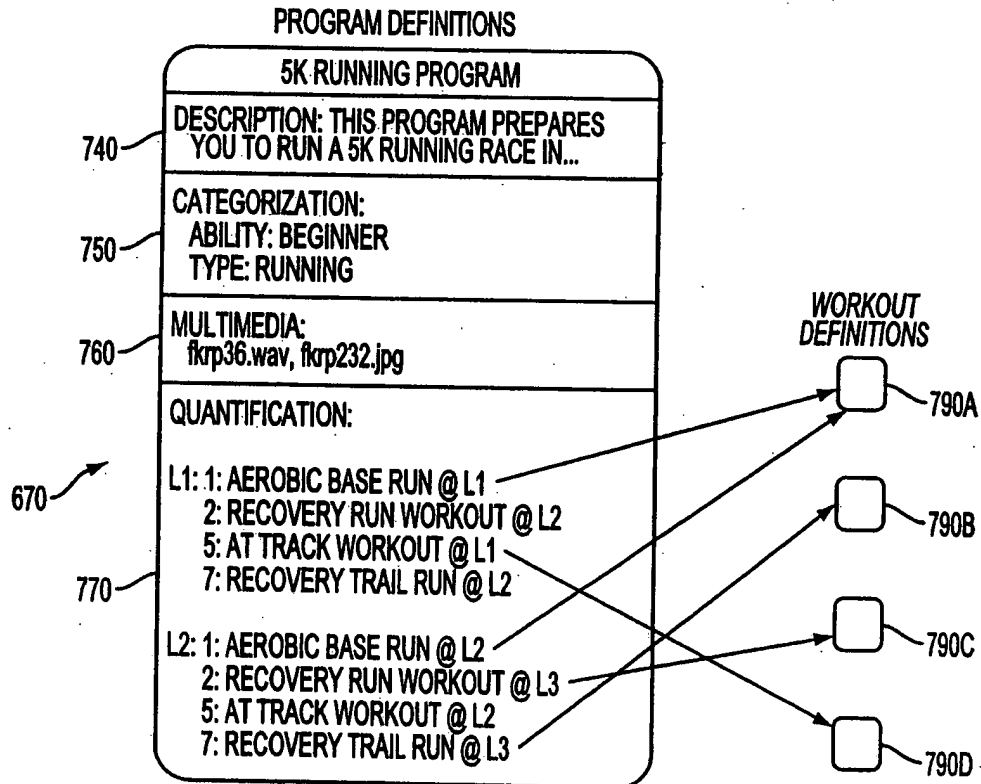 PROGRAM DEFINITIONS
5K RUNNING PROGRAM
DESCRIPTION: THIS PROGRAM PREPARES
YOU TO RUN A 5K RUNNING RACE IN...
740
CATEGORIZATION:
ABILITY: BEGINNER
TYPE: RUNNING
750
MULTIMEDIA:
fkrp36.wav, fkrp232.jpg
760
QUANTIFICATION:
L1: 1: AEROBIC BASE RUN @ L1
2: RECOVERY RUN WORKOUT @ L2
5: AT TRACK WORKOUT @ L1
7: RECOVERY TRAIL RUN @ L2
L2: 1: AEROBIC BASE RUN @ L2
2: RECOVERY RUN WORKOUT @ L3
5: AT TRACK WORKOUT @ L2
7: RECOVERY TRAIL RUN @ L3
670
770
WORKOUT
DEFINITIONS
790A
790B
790C
790D